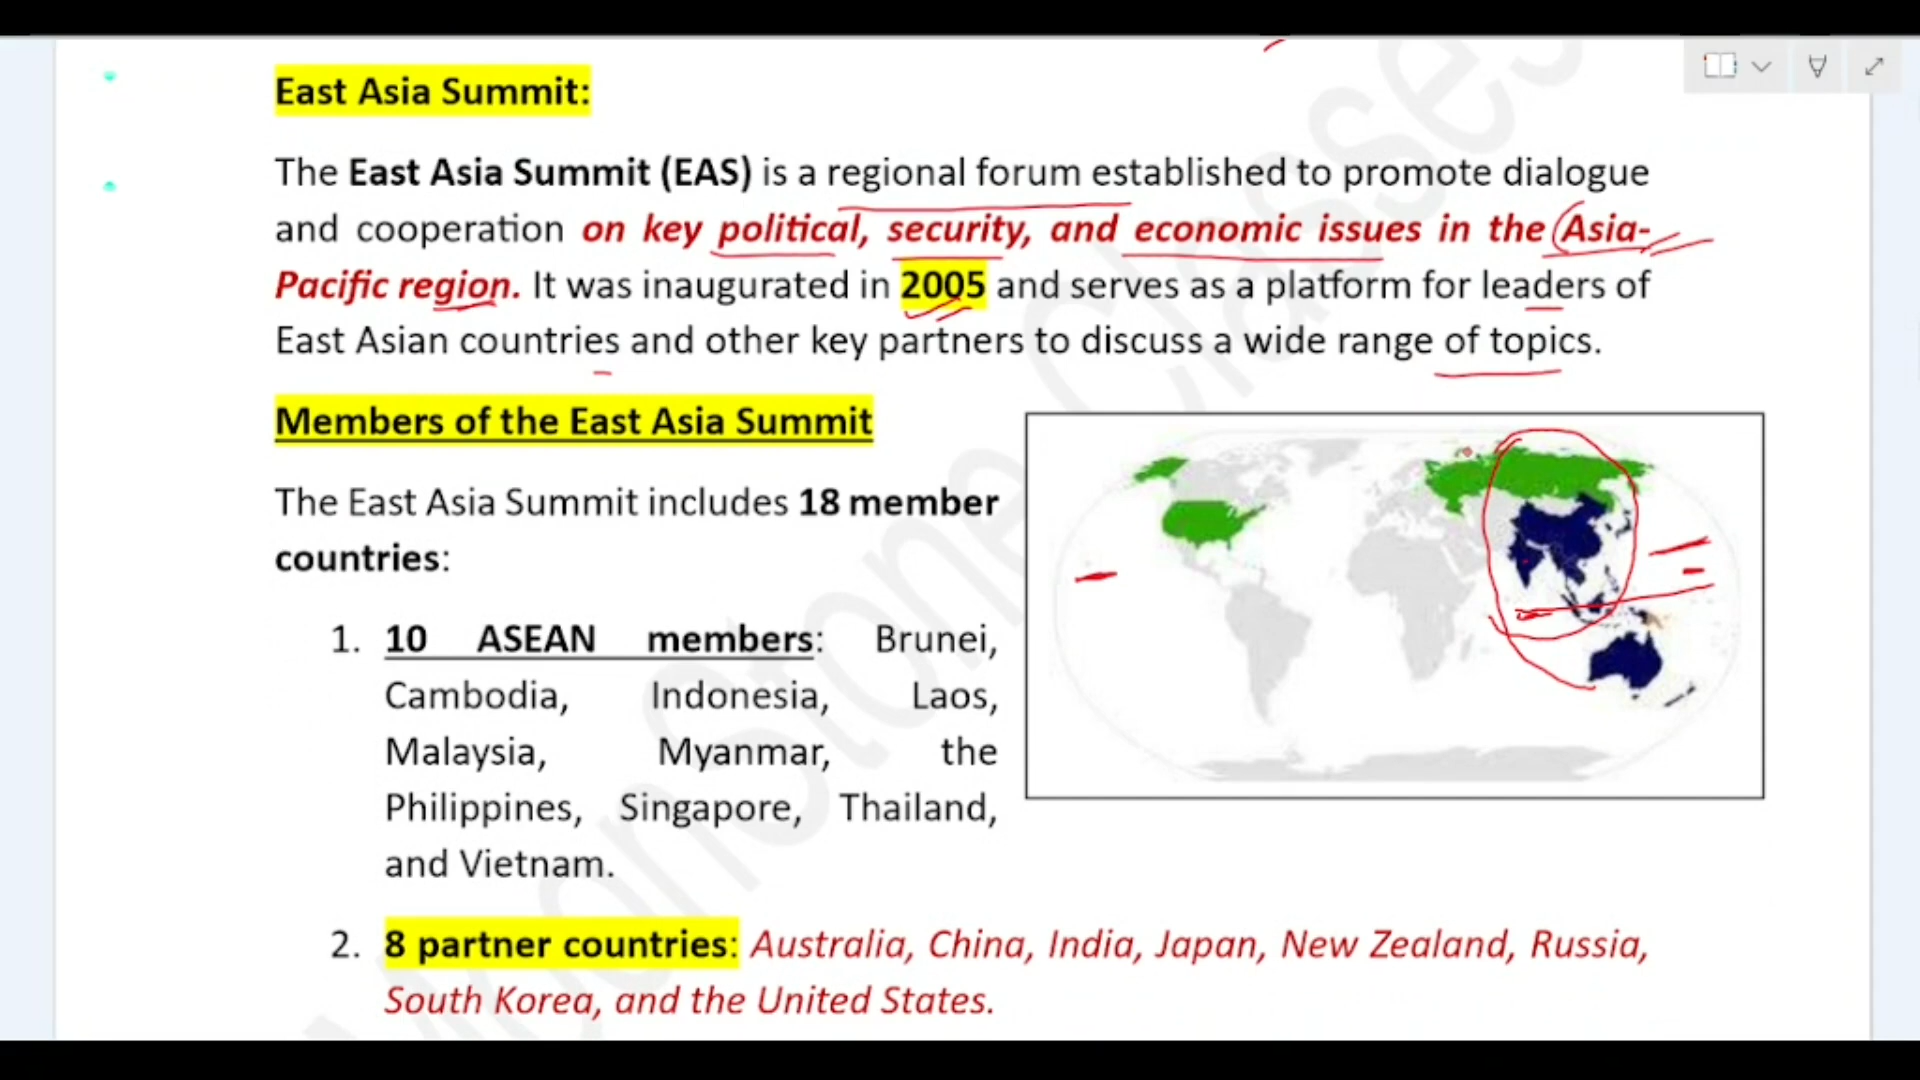 East Asia Summit:
The East Asia Summit (EAS) is a regional forum established to promote dialogue
and cooperation on key political, security, and economic issues in the Asia-
Pacific region. It was inaugurated in 2005 and serves as a platform for leaders of
East Asian countries and other key partners to discuss a wide range of topics.
Members of the East Asia Summit
The East Asia Summit includes 18 member
countries:
1. 10 ASEAN members: Brunei,
Cambodia, Indonesia, Laos,
Malaysia, Myanmar, the
Philippines, Singapore, Thailand,
and Vietnam.
2. 8 partner countries: Australia, China, India, Japan, New Zealand, Russia,
South Korea, and the United States.